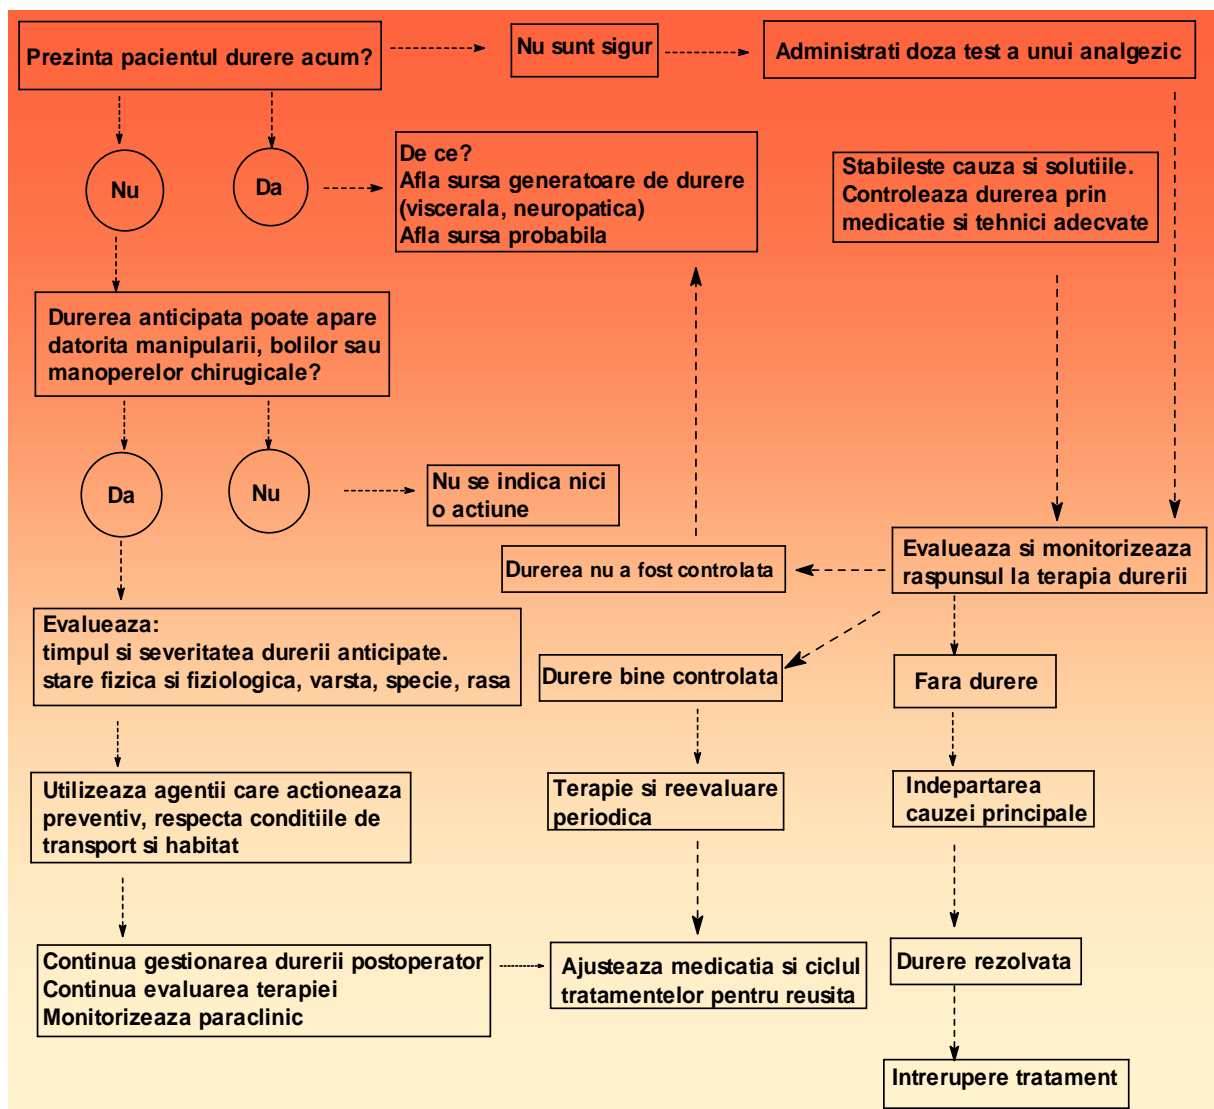 Prezinta pacientul durere acum?
Nu sunt sigur
Administrati doza test a unui analgezic
Nu
Da
De ce?
Afla sursa generatoare de durere
(viscerala, neuropatica)
Afla sursa probabila
Stabileste cauza si solutiile.
Controleaza durerea prin
medicatie si tehnici adecvate
Durerea anticipata poate apare
datorita manipularii, bolilor sau
manoperelor chirugicale?
Da
Nu
Nu se indica nici
o actiune
Durerea nu a fost controlata
Evalueaza si monitorizeaza
raspunsul la terapia durerii
Evalueaza:
timpul si severitatea durerii anticipate.
stare fizica si fiziologica, varsta, specie, rasa
Durere bine controlata
Fara durere
Utilizeaza agentii care actioneaza
preventiv, respecta conditiile de
transport si habitat
Terapie si reevaluare
periodica
Indepartarea
cauzei principale
Continua gestionarea durerii postoperator
Continua evaluarea terapiei
Monitorizeaza paraclinic
Ajusteaza medicatia si ciclul
tratamentelor pentru reusita
Durere rezolvata
Intrerupere tratament